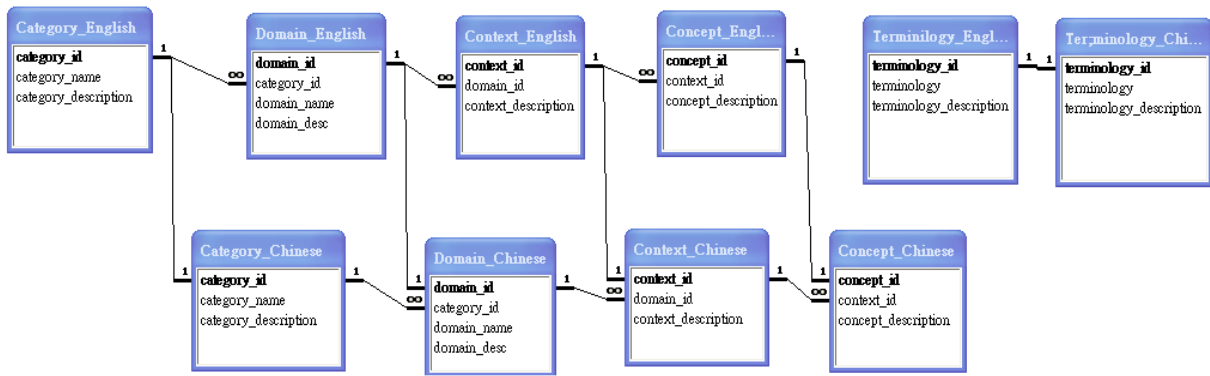 Category_English
category_id
category_name
category_description
1
∞
Domain_English
domain_id
category_id
domain_name
domain_desc
1
∞
Context_English
context_id
domain_id
context_description
1
∞
Concept_Engl...
concept_id
context_id
concept_description
1
Terminilogy_Engl...
terminology_id
terminology
terminology_description
1
1
Ter;minology_Chi...
terminology_id
terminology
terminology_description
1
Category_Chinese
category_id
category_name
category_description
1
1
∞
Domain_Chinese
domain_id
category_id
domain_name
domain_desc
1
1
∞
Context_Chinese
context_id
domain_id
context_description
1
1
∞
Concept_Chinese
concept_id
context_id
concept_description